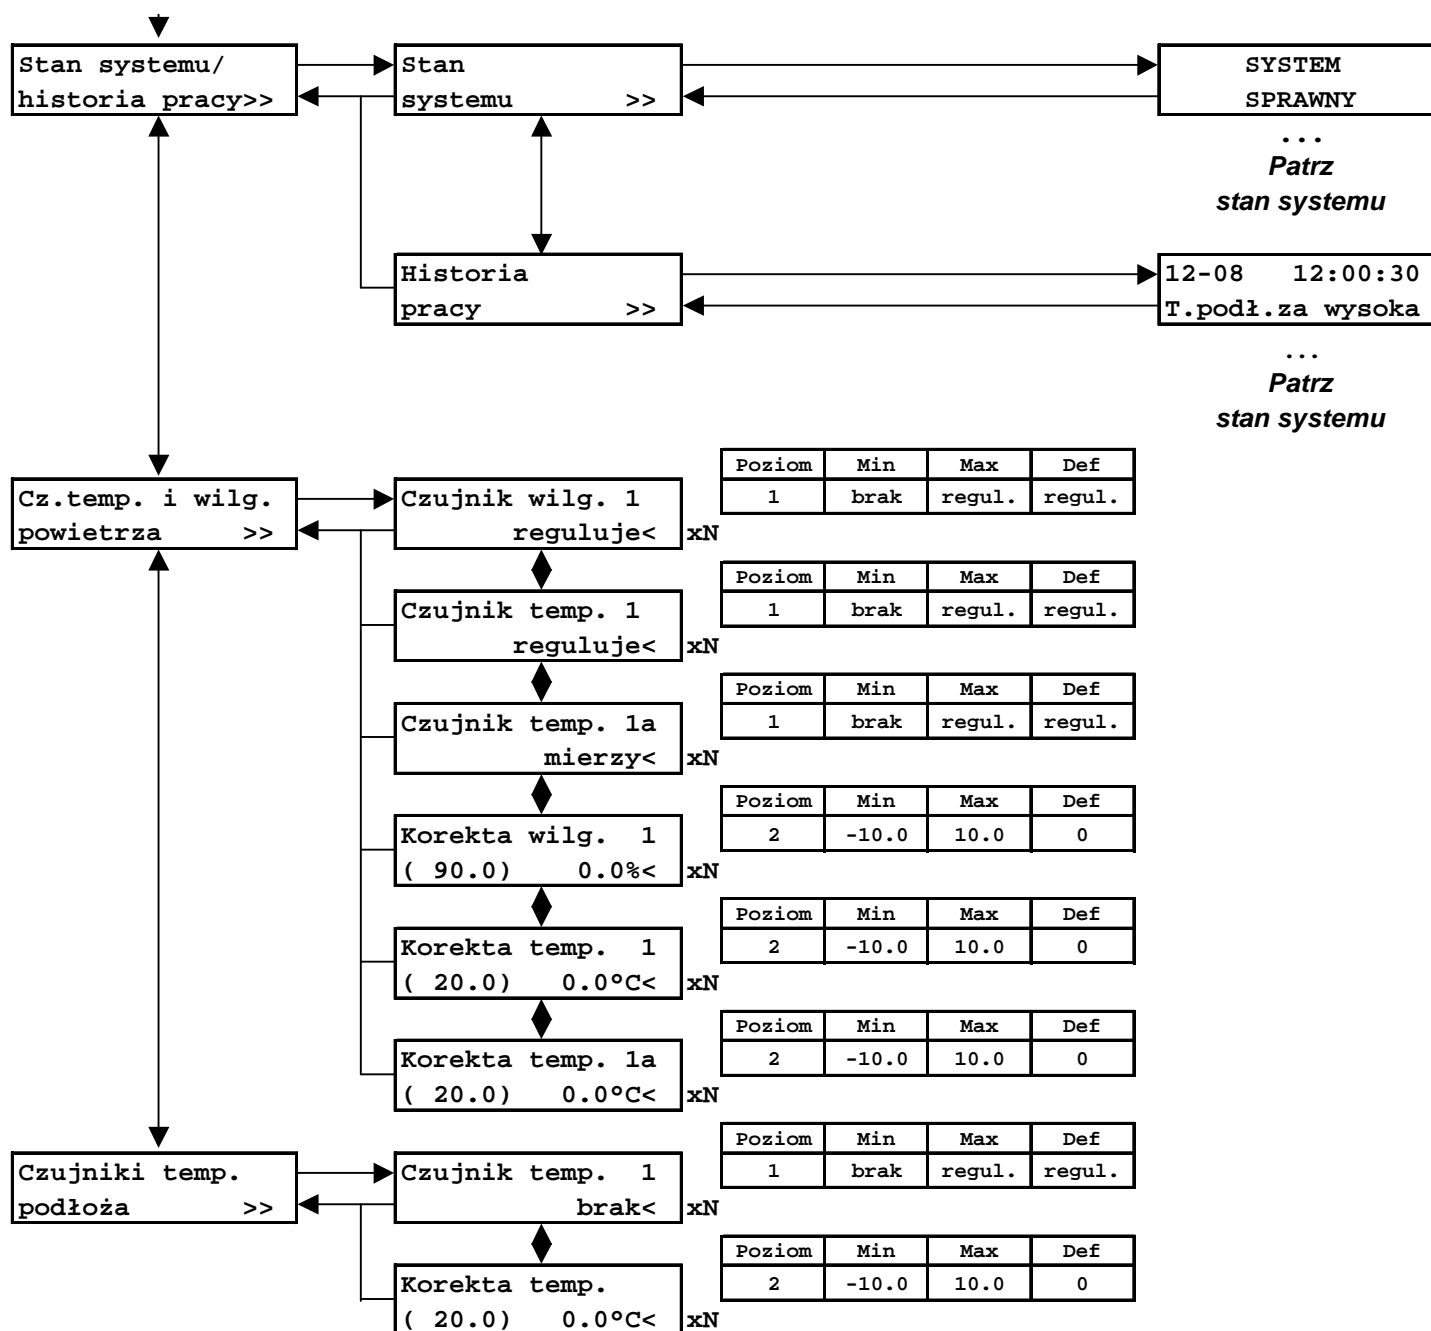 Stan systemu/
historia pracy>>
Stan
systemu >>
SYSTEM
SPRAWNY
...
Patrz
stan systemu
Historia
pracy >>
12-08 12:00:30
T.podł.za wysoka
...
Patrz
stan systemu
Cz.temp. i wilg.
powietrza >>
Czujnik wilg. 1
reguluje< xN
Poziom Min Max Def
1 brak regul. regul.
Czujnik temp. 1
reguluje< xN
Poziom Min Max Def
1 brak regul. regul.
Czujnik temp. 1a
mierzy< xN
Poziom Min Max Def
1 brak regul. regul.
Korekta wilg. 1
( 90.0) 0.0%< xN
Poziom Min Max Def
2 -10.0 10.0 0
Korekta temp. 1
( 20.0) 0.0ºC< xN
Poziom Min Max Def
2 -10.0 10.0 0
Korekta temp. 1a
( 20.0) 0.0ºC< xN
Poziom Min Max Def
2 -10.0 10.0 0
Czujniki temp.
podłoża >>
Czujnik temp. 1
brak< xN
Poziom Min Max Def
1 brak regul. regul.
Korekta temp.
( 20.0) 0.0ºC< xN
Poziom Min Max Def
2 -10.0 10.0 0